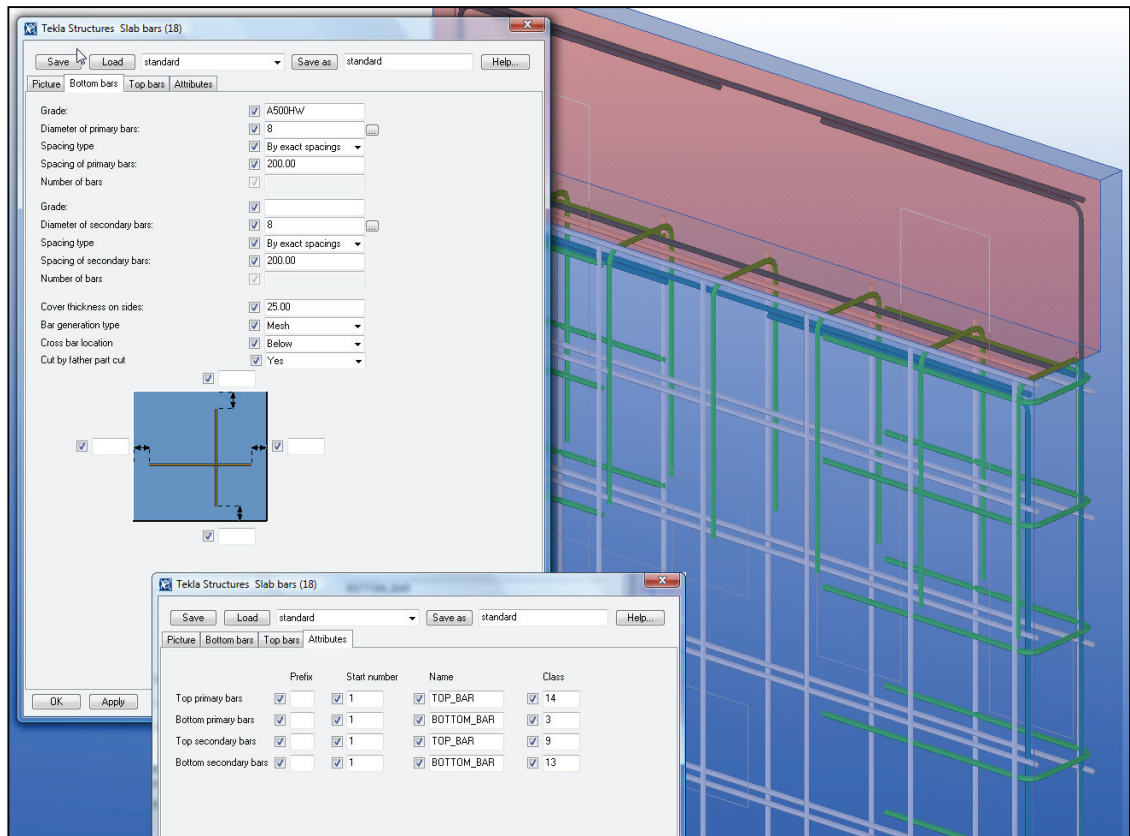 Tekla Structures Slab bars (18)
Save Load standard Save as standard Help...
Picture Bottom bars Top bars Attributes
Grade: A500HW
Diameter of primary bars: 8 ...
Spacing type By exact spacings
Spacing of primary bars: 200.00
Number of bars
Grade:
Diameter of secondary bars: 8 ...
Spacing type By exact spacings
Spacing of secondary bars: 200.00
Number of bars
Cover thickness on sides: 25.00
Bar generation type Mesh
Cross bar location Below
Cut by father part cut Yes
OK Apply
Tekla Structures Slab bars (18)
Save Load standard Save as standard Help...
Picture Bottom bars Top bars Attributes
Prefix Start number Name Class
Top primary bars 1 TOP_BAR 14
Bottom primary bars 1 BOTTOM_BAR 3
Top secondary bars 1 TOP_BAR 9
Bottom secondary bars 1 BOTTOM_BAR 13